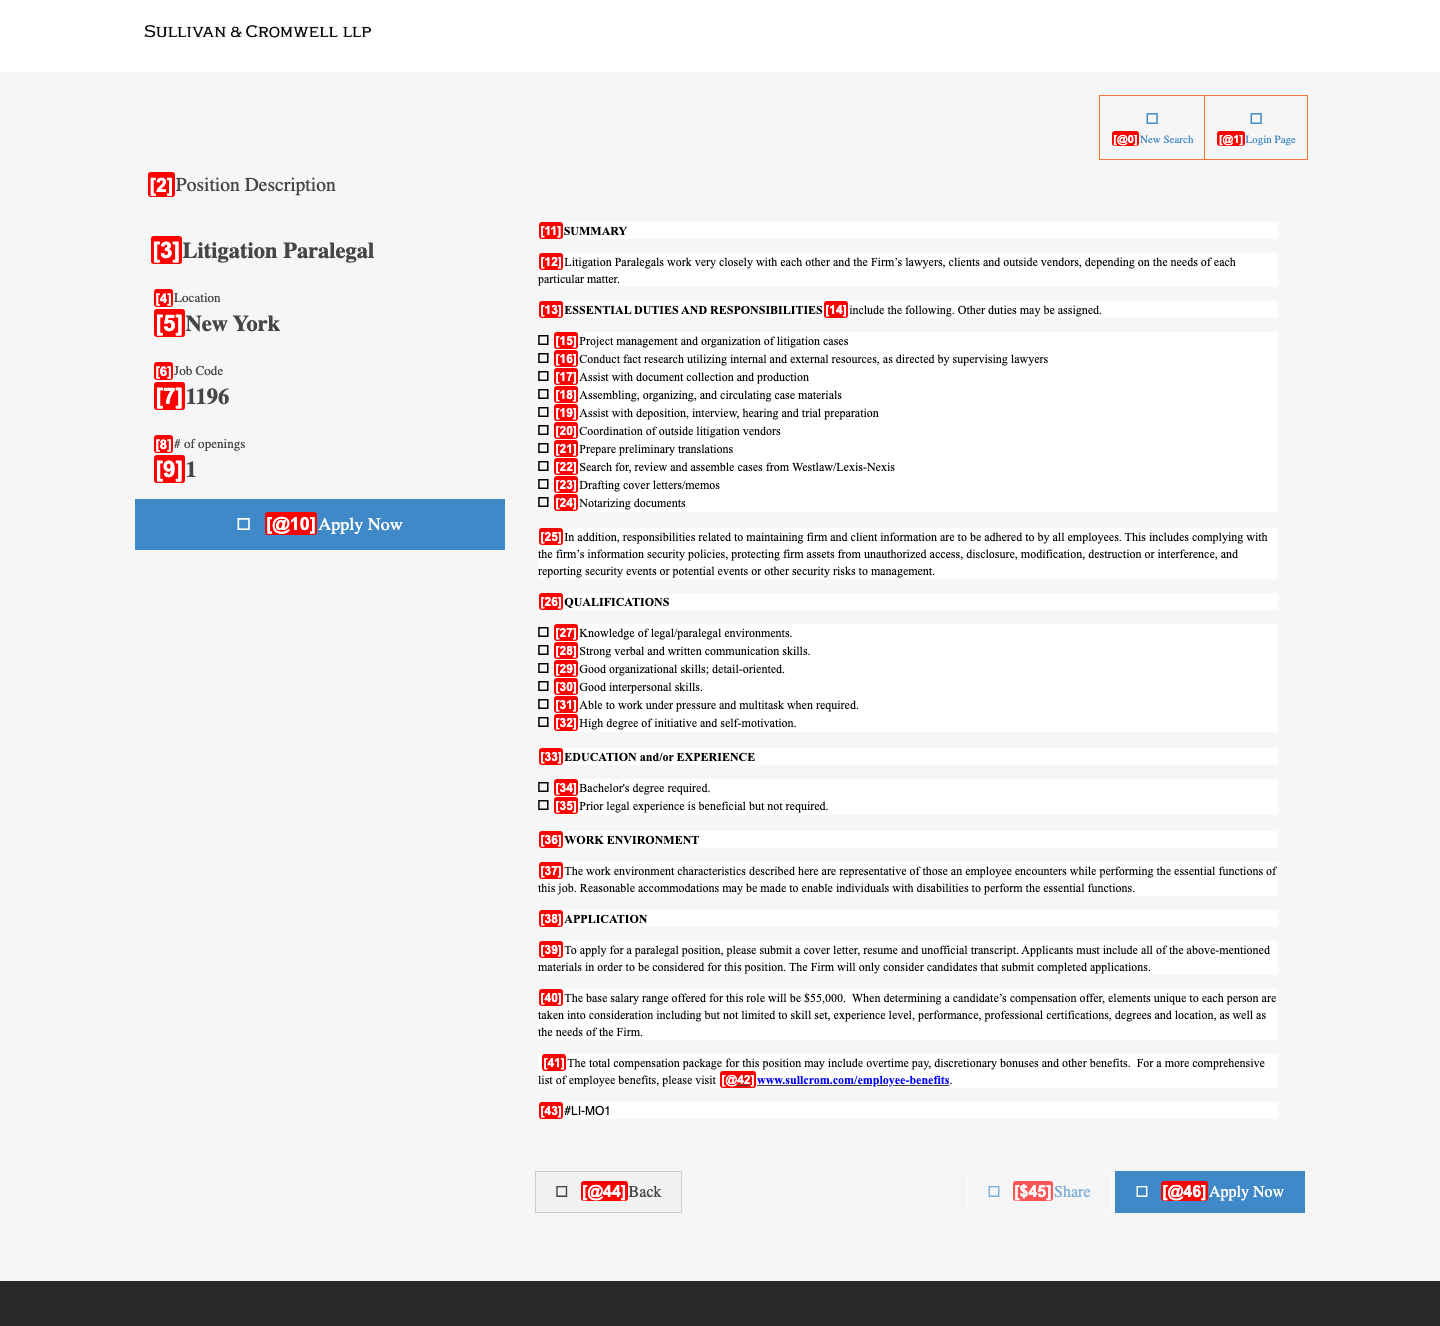 SULLIVAN & CROMWELL LLP
[@0]New Search
[@1]Login Page
[2]Position Description
[3]Litigation Paralegal
[4]Location
[5]New York
[6]Job Code
[7]1196
[8]# of openings
[9]1
[@10]Apply Now
[11]SUMMARY
[12]Litigation Paralegals work very closely with each other and the Firm’s lawyers, clients and outside vendors, depending on the needs of each
particular matter.
[13]ESSENTIAL DUTIES AND RESPONSIBILITIES[14]include the following. Other duties may be assigned.
[15]Project management and organization of litigation cases
[16]Conduct fact research utilizing internal and external resources, as directed by supervising lawyers
[17]Assist with document collection and production
[18]Assembling, organizing, and circulating case materials
[19]Assist with deposition, interview, hearing and trial preparation
[20]Coordination of outside litigation vendors
[21]Prepare preliminary translations
[22]Search for, review and assemble cases from Westlaw/Lexis-Nexis
[23]Drafting cover letters/memos
[24]Notarizing documents
[25]In addition, responsibilities related to maintaining firm and client information are to be adhered to by all employees. This includes complying with
the firm’s information security policies, protecting firm assets from unauthorized access, disclosure, modification, destruction or interference, and
reporting security events or potential events or other security risks to management.
[26]QUALIFICATIONS
[27]Knowledge of legal/paralegal environments.
[28]Strong verbal and written communication skills.
[29]Good organizational skills; detail-oriented.
[30]Good interpersonal skills.
[31]Able to work under pressure and multitask when required.
[32]High degree of initiative and self-motivation.
[33]EDUCATION and/or EXPERIENCE
[34]Bachelor's degree required.
[35]Prior legal experience is beneficial but not required.
[36]WORK ENVIRONMENT
[37]The work environment characteristics described here are representative of those an employee encounters while performing the essential functions of
this job. Reasonable accommodations may be made to enable individuals with disabilities to perform the essential functions.
[38]APPLICATION
[39]To apply for a paralegal position, please submit a cover letter, resume and unofficial transcript. Applicants must include all of the above-mentioned
materials in order to be considered for this position. The Firm will only consider candidates that submit completed applications.
[40]The base salary range offered for this role will be $55,000.  When determining a candidate’s compensation offer, elements unique to each person are
taken into consideration including but not limited to skill set, experience level, performance, professional certifications, degrees and location, as well as
the needs of the Firm.
[41]The total compensation package for this position may include overtime pay, discretionary bonuses and other benefits.  For a more comprehensive
list of employee benefits, please visit [@42]www.sullcrom.com/employee-benefits.
[43]#LI-MO1
[@44]Back
[$45]Share
[@46]Apply Now